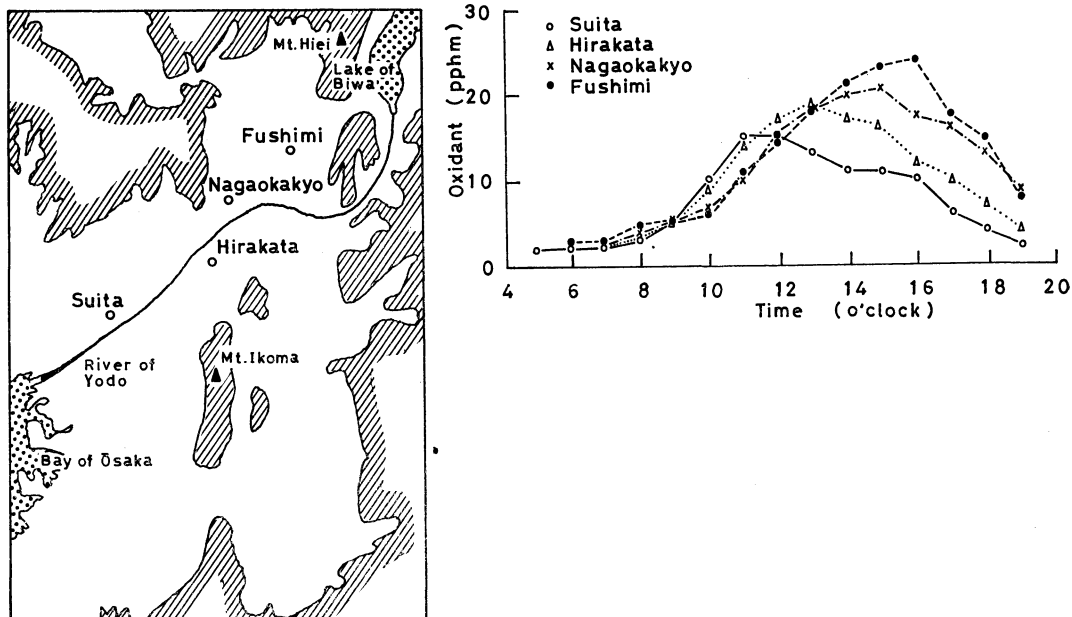 Mt.Hiei
Lake of
Biwa
Fushimi
Nagaokakyo
Hirakata
Suita
River of
Yodo
Mt.Ikoma
Bay of Ōsaka
Oxidant (pphm)
30
20
10
0
Suita
Hirakata
Nagaokakyo
Fushimi
4 6 8 10 12 14 16 18 20
Time (o'clock)